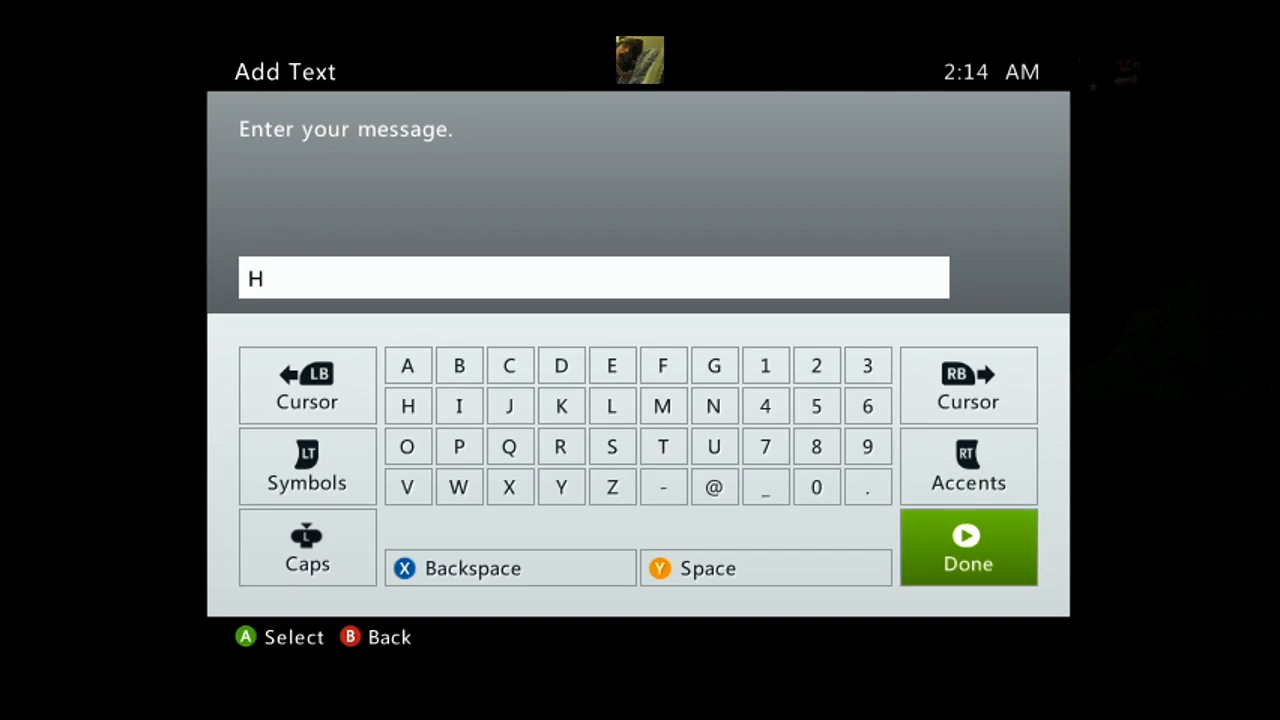 Add Text
2:14 AM
Enter your message.
H
LB
Cursor
A B C D E F G 1 2 3
RB
Cursor
H I J K L M N 4 5 6
LT
Symbols
O P Q R S T U 7 8 9
RT
Accents
V W X Y Z - @ _ 0 .
L
Caps
X Backspace
Y Space
Done
A Select B Back